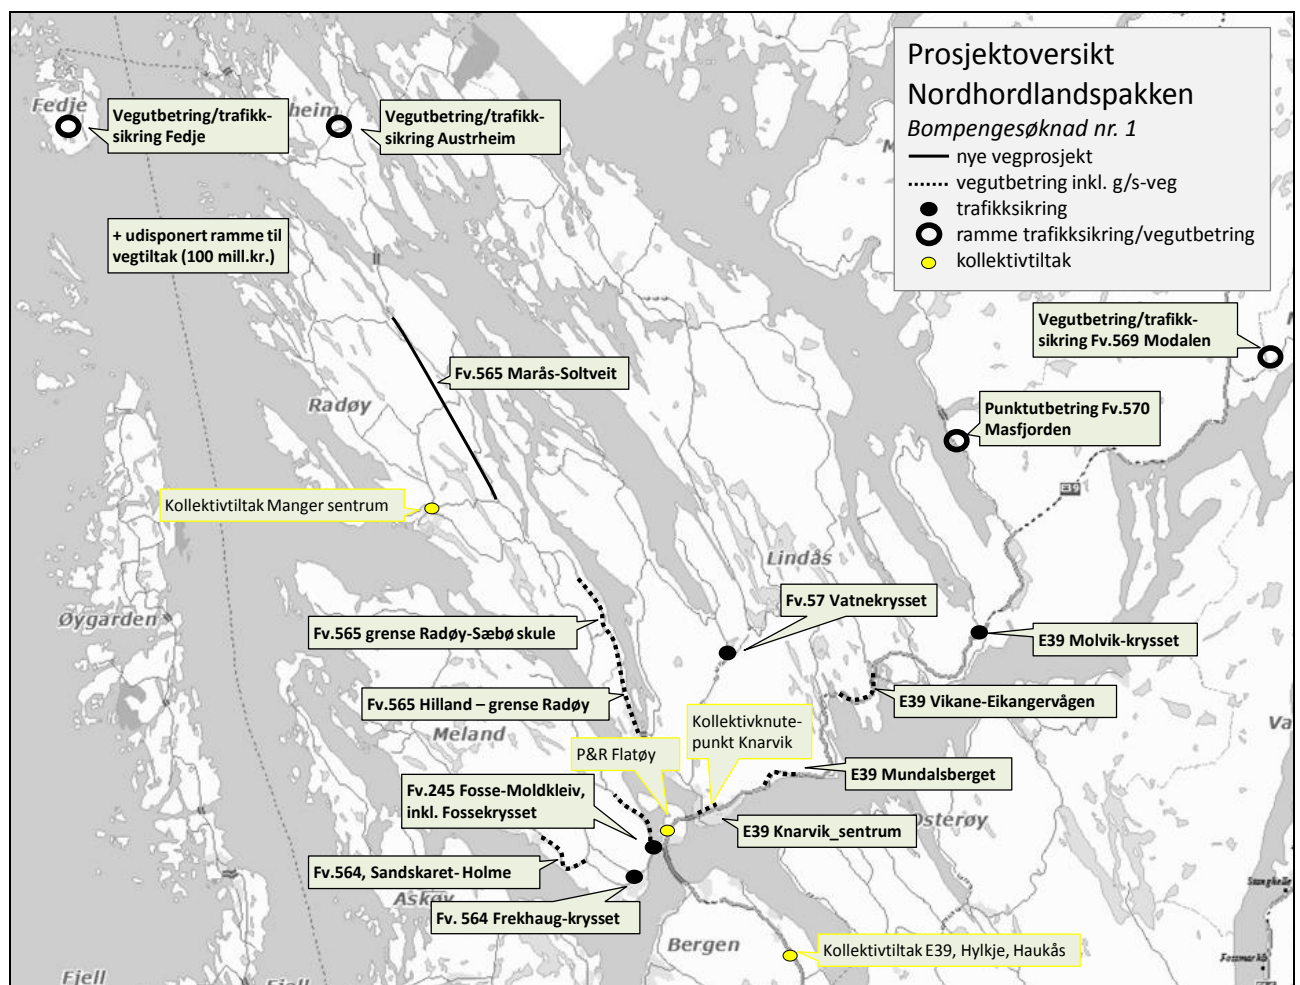 Prosjektoversikt
Nordhordlandspakken
Bompengesøknad nr. 1
nye vegprosjekt
vegutbetring inkl. g/s-veg
trafikksikring
ramme trafikksikring/vegutbetring
kollektivtiltak
Fedje
Vegutbetring/trafikk-
sikring Fedje
heim
Vegutbetring/trafikk-
sikring Austrheim
+ udisponert ramme til
vegtiltak (100 mill.kr.)
Vegutbetring/trafikk-
sikring Fv.569 Modalen
Fv.565 Marås-Soltveit
Radøy
Punktutbetring Fv.570
Masfjorden
E39
Kollektivtiltak Manger sentrum
Lindås
Fv.57 Vatnekrysset
Øygarden
Fv.565 grense Radøy-Sæbø skule
E39 Molvik-krysset
Fv.565 Hilland – grense Radøy
E39 Vikane-Eikangervågen
Meland
Kollektivknute-
punkt Knarvik
P&R Flatøy
E39 Mundalsberget
Fv.245 Fosse-Moldkleiv,
inkl. Fossekrysset
E39 Knarvik_sentrum
Osterøy
Fv.564, Sandskaret- Holme
Askøy
Fv. 564 Frekhaug-krysset
Bergen
Kollektivtiltak E39, Hylkje, Haukås
Fjell
Fjell